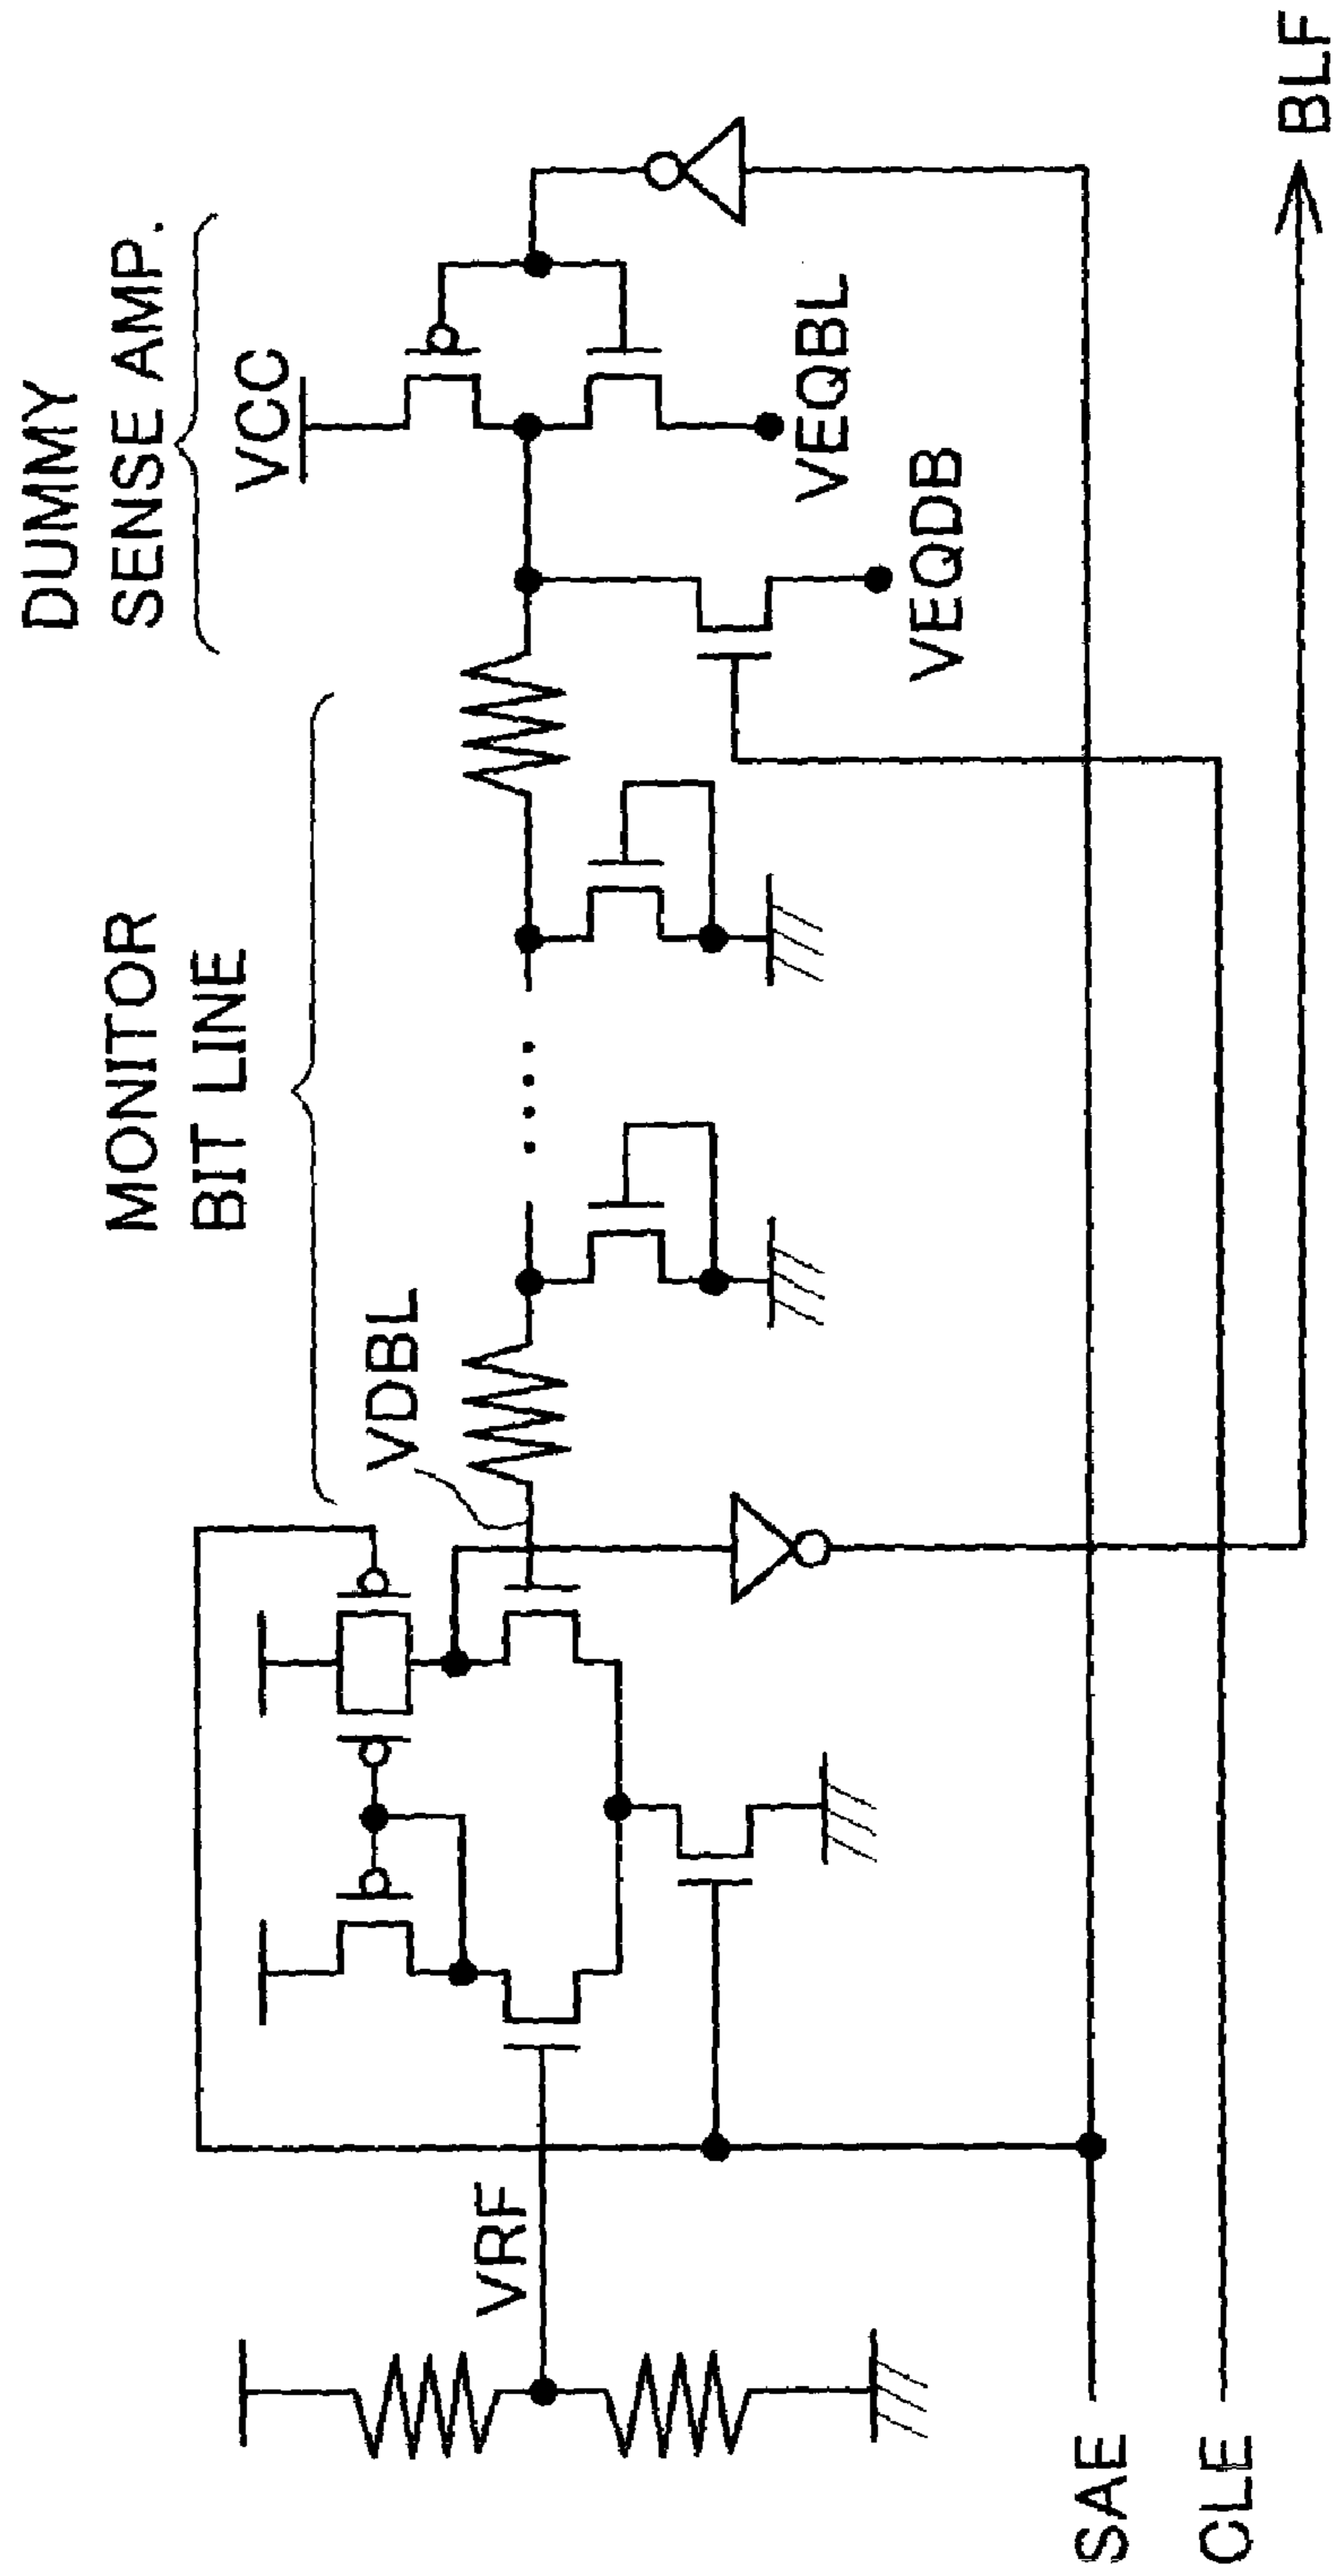 DUMMY
SENSE AMP.
VCC
VEQBL
VEQDB
MONITOR
BIT LINE
VDBL
VRF
SAE
CLE
BLF